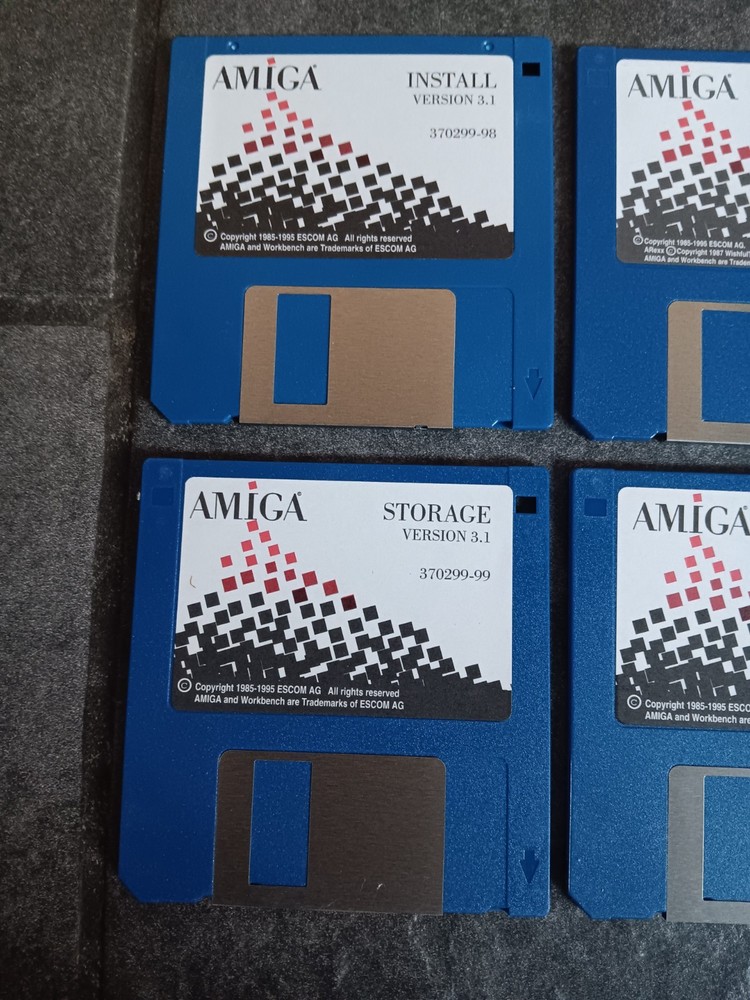 AMIGA
INSTALL
VERSION 3.1
370299-98
© Copyright 1985-1995 ESCOM AG All rights reserved
AMIGA and Workbench are Trademarks of ESCOM AG
AMIGA
© Copyright 1985-1995 ESCOM AG
ARexx © Copyright 1987
AMIGA and Workbench are
AMIGA
STORAGE
VERSION 3.1
370299-99
© Copyright 1985-1995 ESCOM AG All rights reserved
AMIGA and Workbench are Trademarks of ESCOM AG
AMIGA
© Copyright 1985-1995
AMIGA and Workbench are